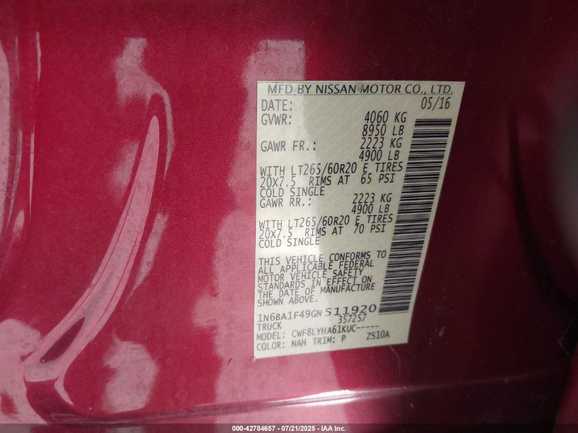 MFD BY NISSAN MOTOR CO., LTD.
DATE: 05/16
GVWR: 4060 KG
8950 LB
GAWR FR.: 2223 KG
4900 LB
WITH LT265/60R20 E TIRES
20X7.5 RIMS AT 65 PSI
COLD SINGLE
GAWR RR.: 2223 KG
4900 LB
WITH LT265/60R20 E TIRES
20X7.5 RIMS AT 70 PSI
COLD SINGLE
THIS VEHICLE CONFORMS TO
ALL APPLICABLE FEDERAL
MOTOR VEHICLE SAFETY
STANDARDS IN EFFECT ON
THE DATE OF MANUFACTURE
SHOWN ABOVE.
1N6BA1F49GN511920
TRUCK 357257
MODEL: CWF8LYHA61KUC-----
COLOR: NAH TRIM: P ZS10A
000-42784657 - 07/21/2025 - IAA Inc.